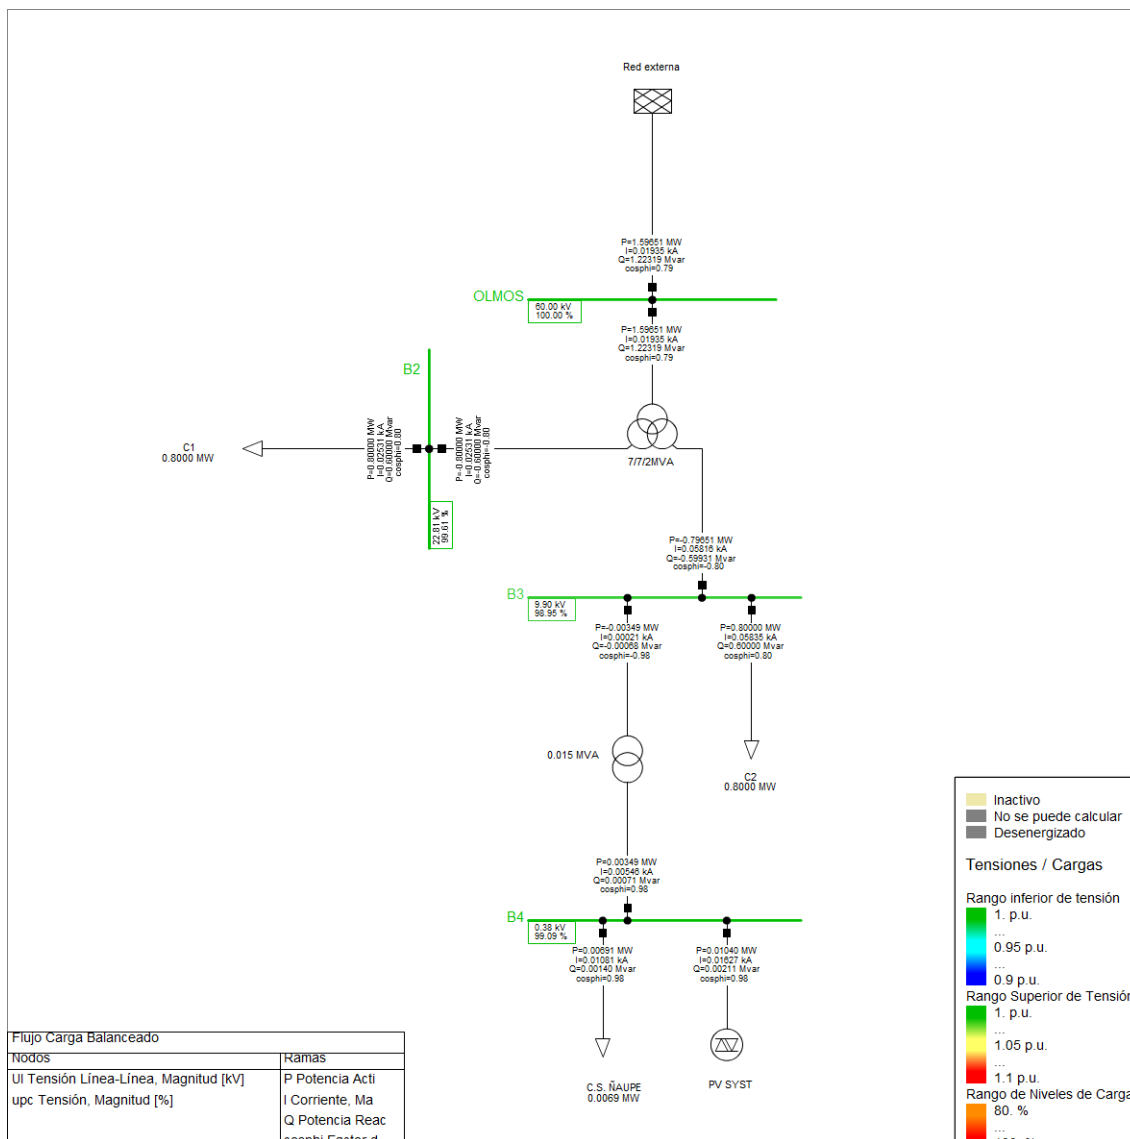 Red externa
P=1.59651 MW
I=0.01935 kA
Q=1.22319 Mvar
cosphi=0.79
OLMOS
60.00 kV
100.00 %
P=1.59651 MW
I=0.01935 kA
Q=1.22319 Mvar
cosphi=0.79
B2
C1
0.8000 MW
P=0.80000 MW
I=0.02531 kA
Q=0.60000 Mvar
cosphi=0.80
P=-0.80000 MW
I=0.02531 kA
Q=-0.60000 Mvar
cosphi=-0.80
22.81 kV
99.61 %
7/7/2MVA
P=-0.79651 MW
I=0.05816 kA
Q=-0.59931 Mvar
cosphi=-0.80
B3
9.90 kV
98.95 %
P=-0.00349 MW
I=0.00021 kA
Q=-0.00068 Mvar
cosphi=-0.98
P=0.80000 MW
I=0.05835 kA
Q=0.60000 Mvar
cosphi=0.80
0.015 MVA
C2
0.8000 MW
P=0.00349 MW
I=0.00546 kA
Q=0.00071 Mvar
cosphi=0.98
B4
0.38 kV
99.09 %
P=0.00691 MW
I=0.01081 kA
Q=0.00140 Mvar
cosphi=0.98
P=0.01040 MW
I=0.01627 kA
Q=0.00211 Mvar
cosphi=0.98
C.S. ÑAUPE
0.0069 MW
PV SYST
Inactivo
No se puede calcular
Desenergizado
Tensiones / Cargas
Rango inferior de tensión
1. p.u.
...
0.95 p.u.
...
0.9 p.u.
Rango Superior de Tensión
1. p.u.
...
1.05 p.u.
...
1.1 p.u.
Rango de Niveles de Carga
80. %
...
Flujo Carga Balanceado
Nodos
Ramas
Ul Tensión Línea-Línea, Magnitud [kV]
P Potencia Acti
upc Tensión, Magnitud [%]
I Corriente, Ma
Q Potencia Reac